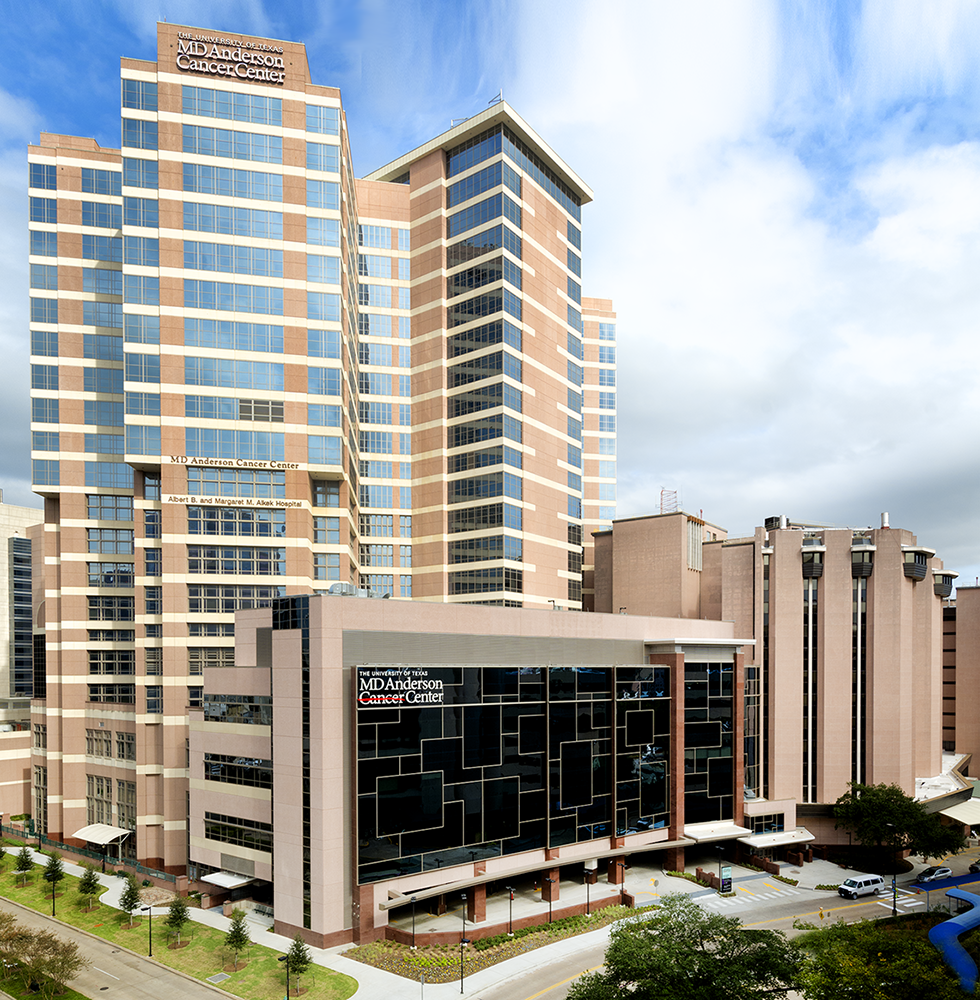 THE UNIVERSITY OF TEXAS
MD Anderson
Cancer Center
MD Anderson Cancer Center
Albert B. and Margaret M. Alkek Hospital
THE UNIVERSITY OF TEXAS
MD Anderson
Cancer Center